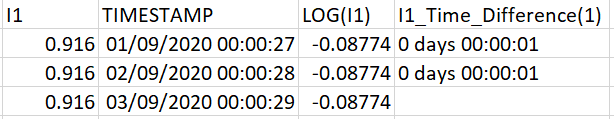 I1 TIMESTAMP LOG(I1) I1_Time_Difference(1)
0.916 01/09/2020 00:00:27 -0.08774 0 days 00:00:01
0.916 02/09/2020 00:00:28 -0.08774 0 days 00:00:01
0.916 03/09/2020 00:00:29 -0.08774